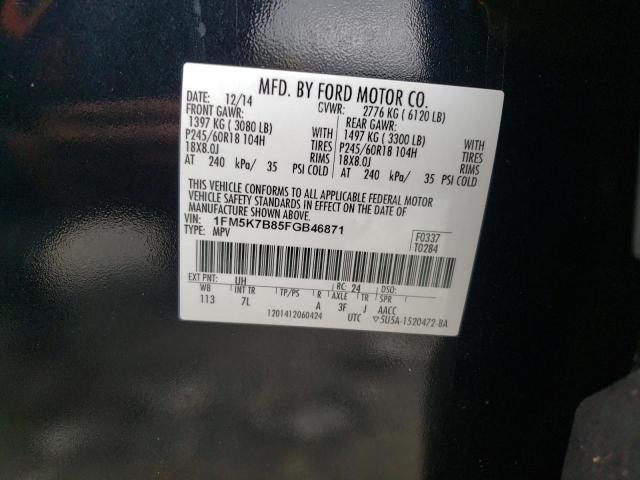 MFD. BY FORD MOTOR CO.
DATE: 12/14 GVWR: 2776 KG ( 6120 LB)
FRONT GAWR: REAR GAWR:
1397 KG ( 3080 LB) WITH 1497 KG ( 3300 LB) WITH
P245/60R18 104H TIRES P245/60R18 104H TIRES
18X8.0J RIMS 18X8.0J RIMS
AT 240 kPa/ 35 PSI COLD AT 240 kPa/ 35 PSI COLD
THIS VEHICLE CONFORMS TO ALL APPLICABLE FEDERAL MOTOR
VEHICLE SAFETY STANDARDS IN EFFECT ON THE DATE OF
MANUFACTURE SHOWN ABOVE.
VIN: 1FM5K7B85FGB46871
TYPE: MPV
F0337
T0284
EXT PNT: UH RC: 24 DSO:
WB INT TR TP/PS R AXLE TR SPR
113 7L A 3F J AACC
1201412060424 UTC ▽5U5A-1520472-BA